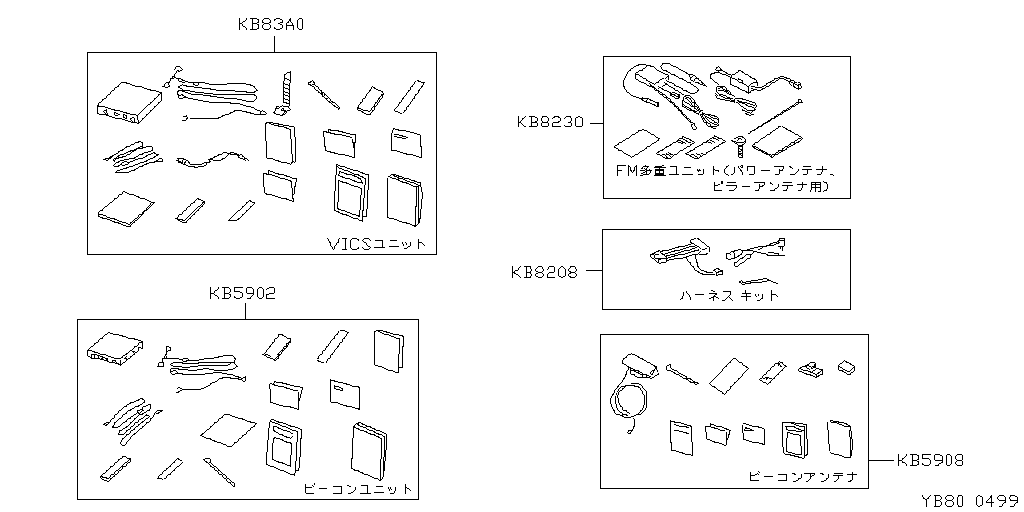 KB83A0
VICSユニット
KB8230
FM多重ユニット(パワーアンテナ、
ピラーアンテナ用)
KB8208
ハーネス キット
KB5902
ビーコンユニット
KB5908
ビーコンアンテナ
YB80 0499